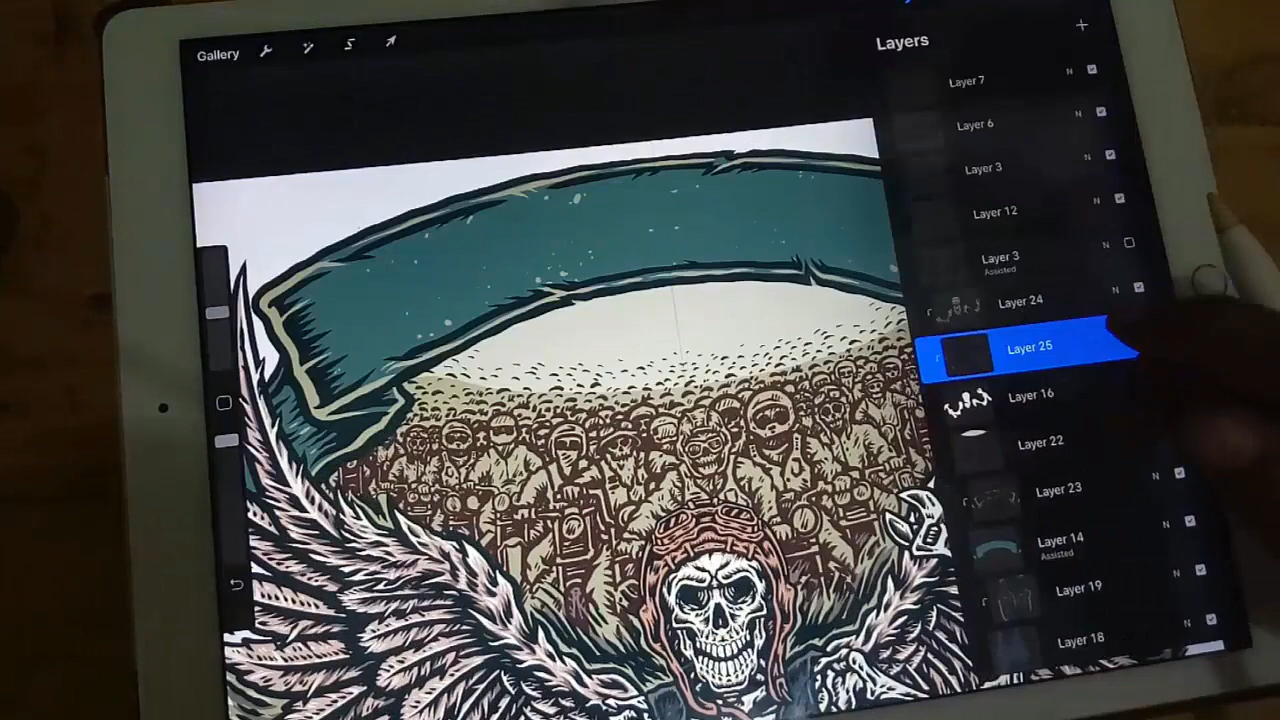 Gallery
Layers
Layer 7 N
Layer 6 N
Layer 3 N
Layer 12 N
Layer 3 N
Assisted
Layer 24 N
Layer 25
Layer 16
Layer 22
Layer 23 N
Layer 14 N
Assisted
Layer 19 N
Layer 18 N